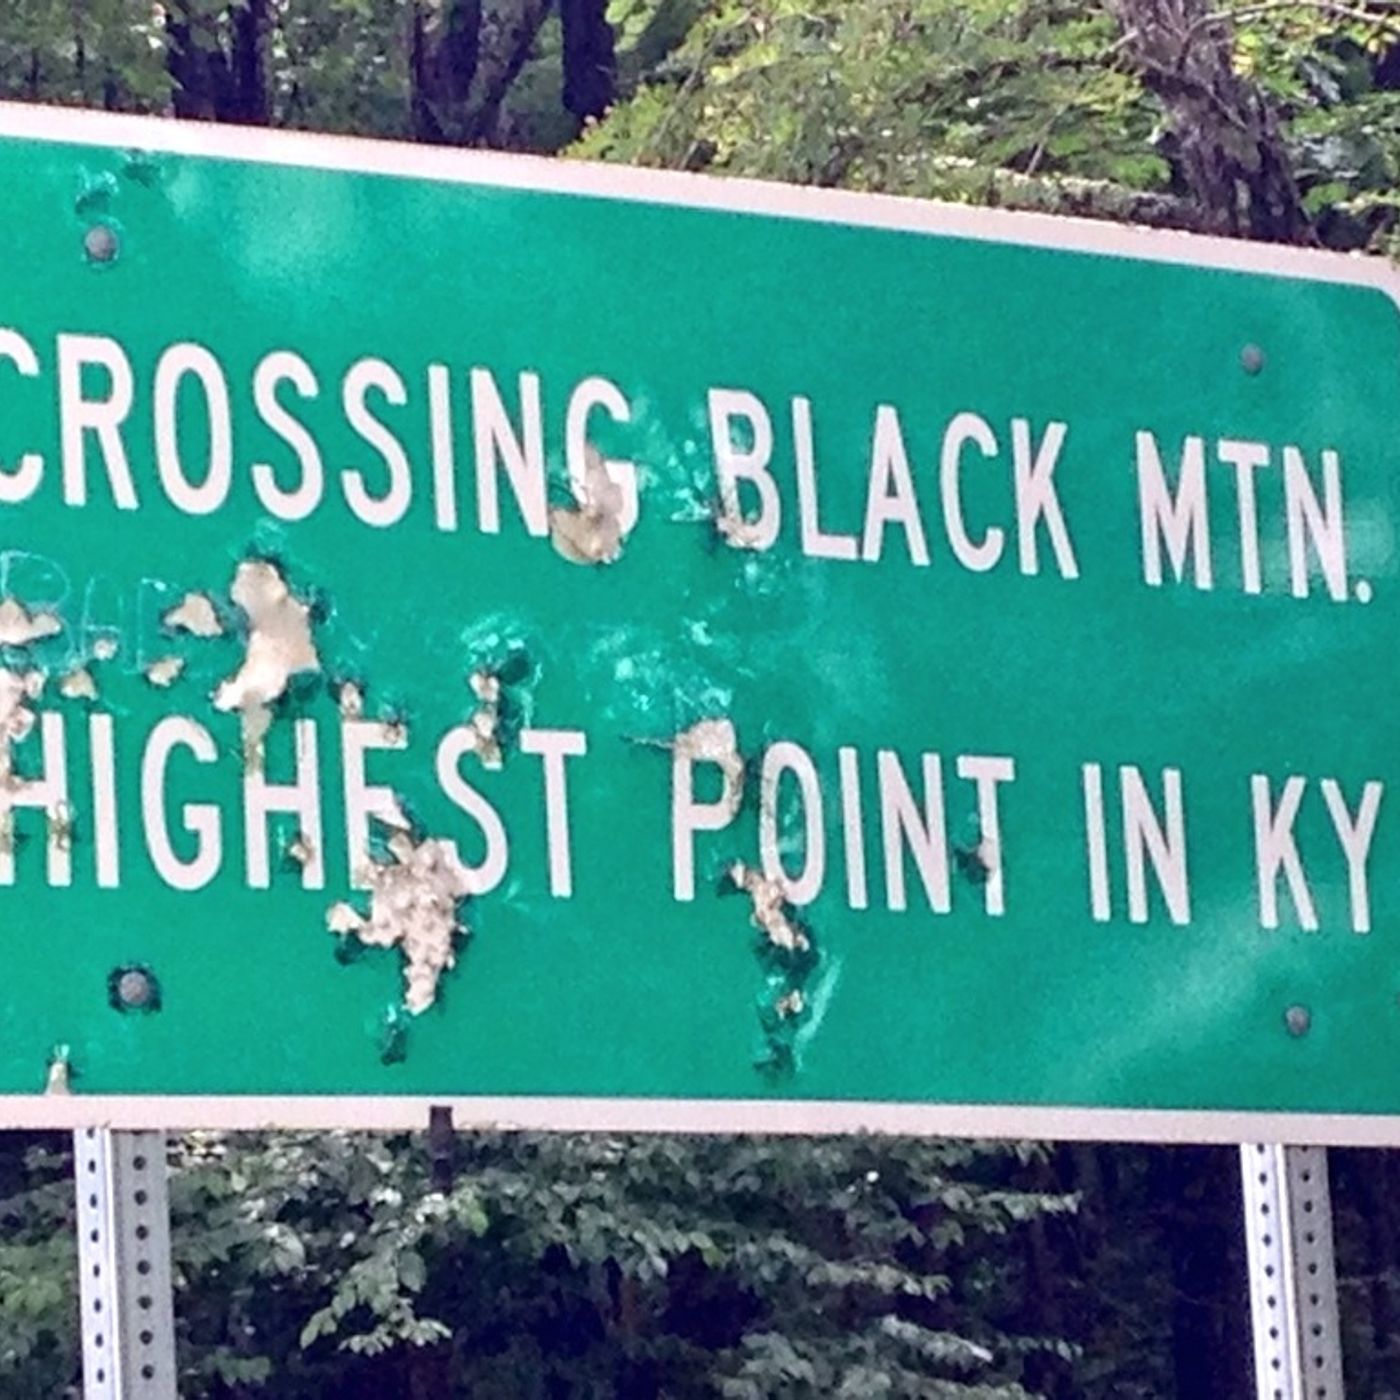 CROSSING BLACK MTN.
HIGHEST POINT IN KY